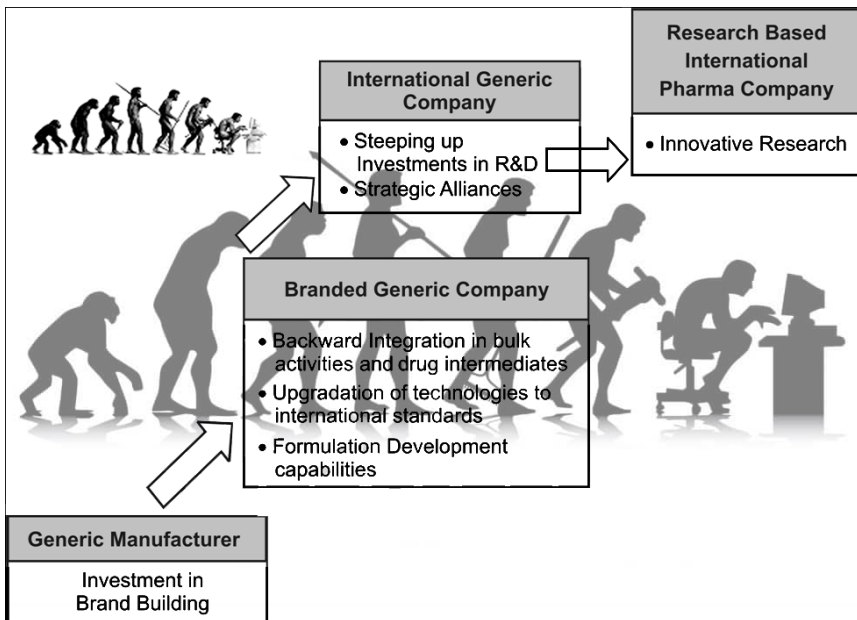 Research Based
International
Pharma Company
• Innovative Research
International Generic
Company
• Steeping up
Investments in R&D
• Strategic Alliances
Branded Generic Company
• Backward Integration in bulk
activities and drug intermediates
• Upgradation of technologies to
international standards
• Formulation Development
capabilities
Generic Manufacturer
Investment in
Brand Building